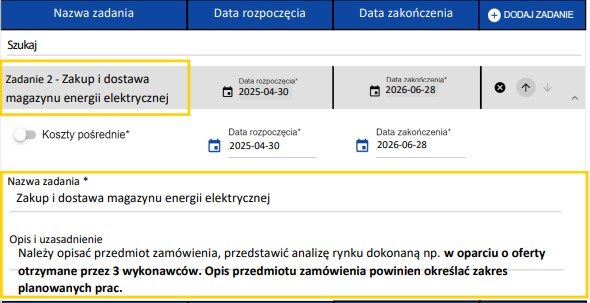 Nazwa zadania Data rozpoczęcia Data zakończenia + DODAJ ZADANIE
Szukaj
Zadanie 2 - Zakup i dostawa
magazynu energii elektrycznej
Data rozpoczęcia*
2025-04-30
Data zakończenia*
2026-06-28
Koszty pośrednie*
Data rozpoczęcia*
2025-04-30
Data zakończenia*
2026-06-28
Nazwa zadania *
Zakup i dostawa magazynu energii elektrycznej
Opis i uzasadnienie
Należy opisać przedmiot zamówienia, przedstawić analizę rynku dokonaną np. w oparciu o oferty
otrzymane przez 3 wykonawców. Opis przedmiotu zamówienia powinien określać zakres
planowanych prac.